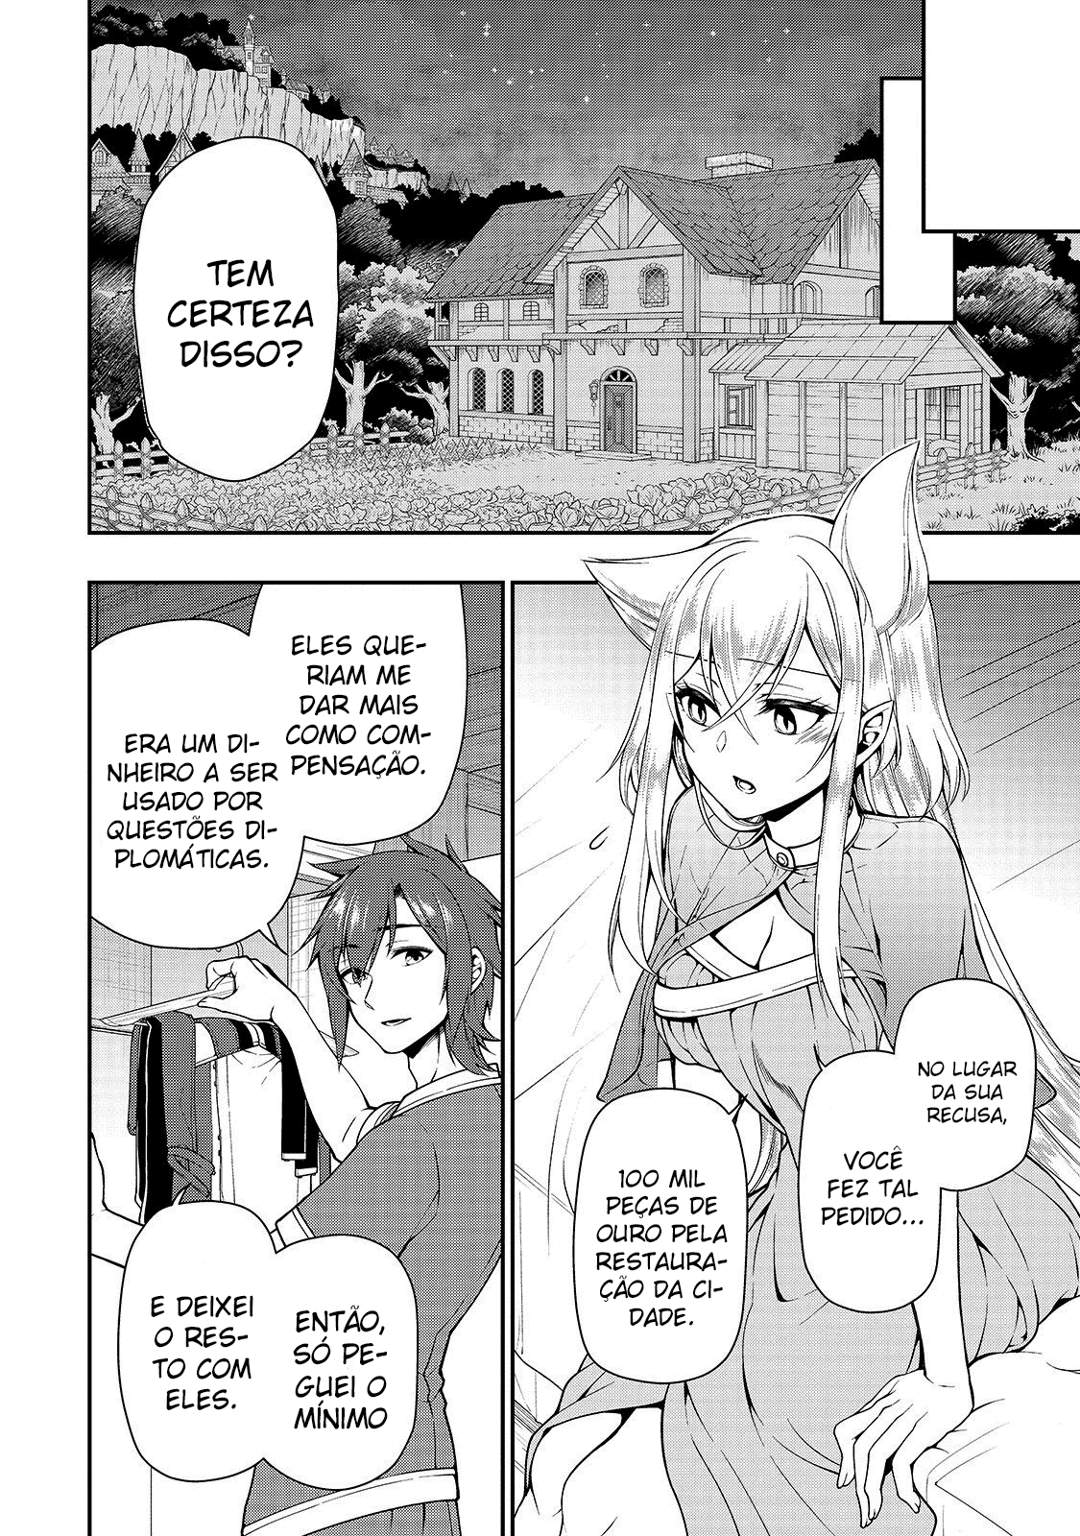 TEM
CERTEZA
DISSO?
NO LUGAR
DA SUA
RECUSA,
VOCÊ
FEZ TAL
PEDIDO...
100 MIL
PEÇAS DE
OURO PELA
RESTAURA-
ÇÃO DA CI-
DADE.
ELES QUE-
RIAM ME
DAR MAIS
COMO COM-
PENSAÇÃO.
ERA UM DI-
NHEIRO A SER
USADO POR
QUESTÕES DI-
PLOMÁTICAS.
ENTÃO,
SÓ PE-
GUEI O
MÍNIMO
E DEIXEI
O RES-
TO COM
ELES.